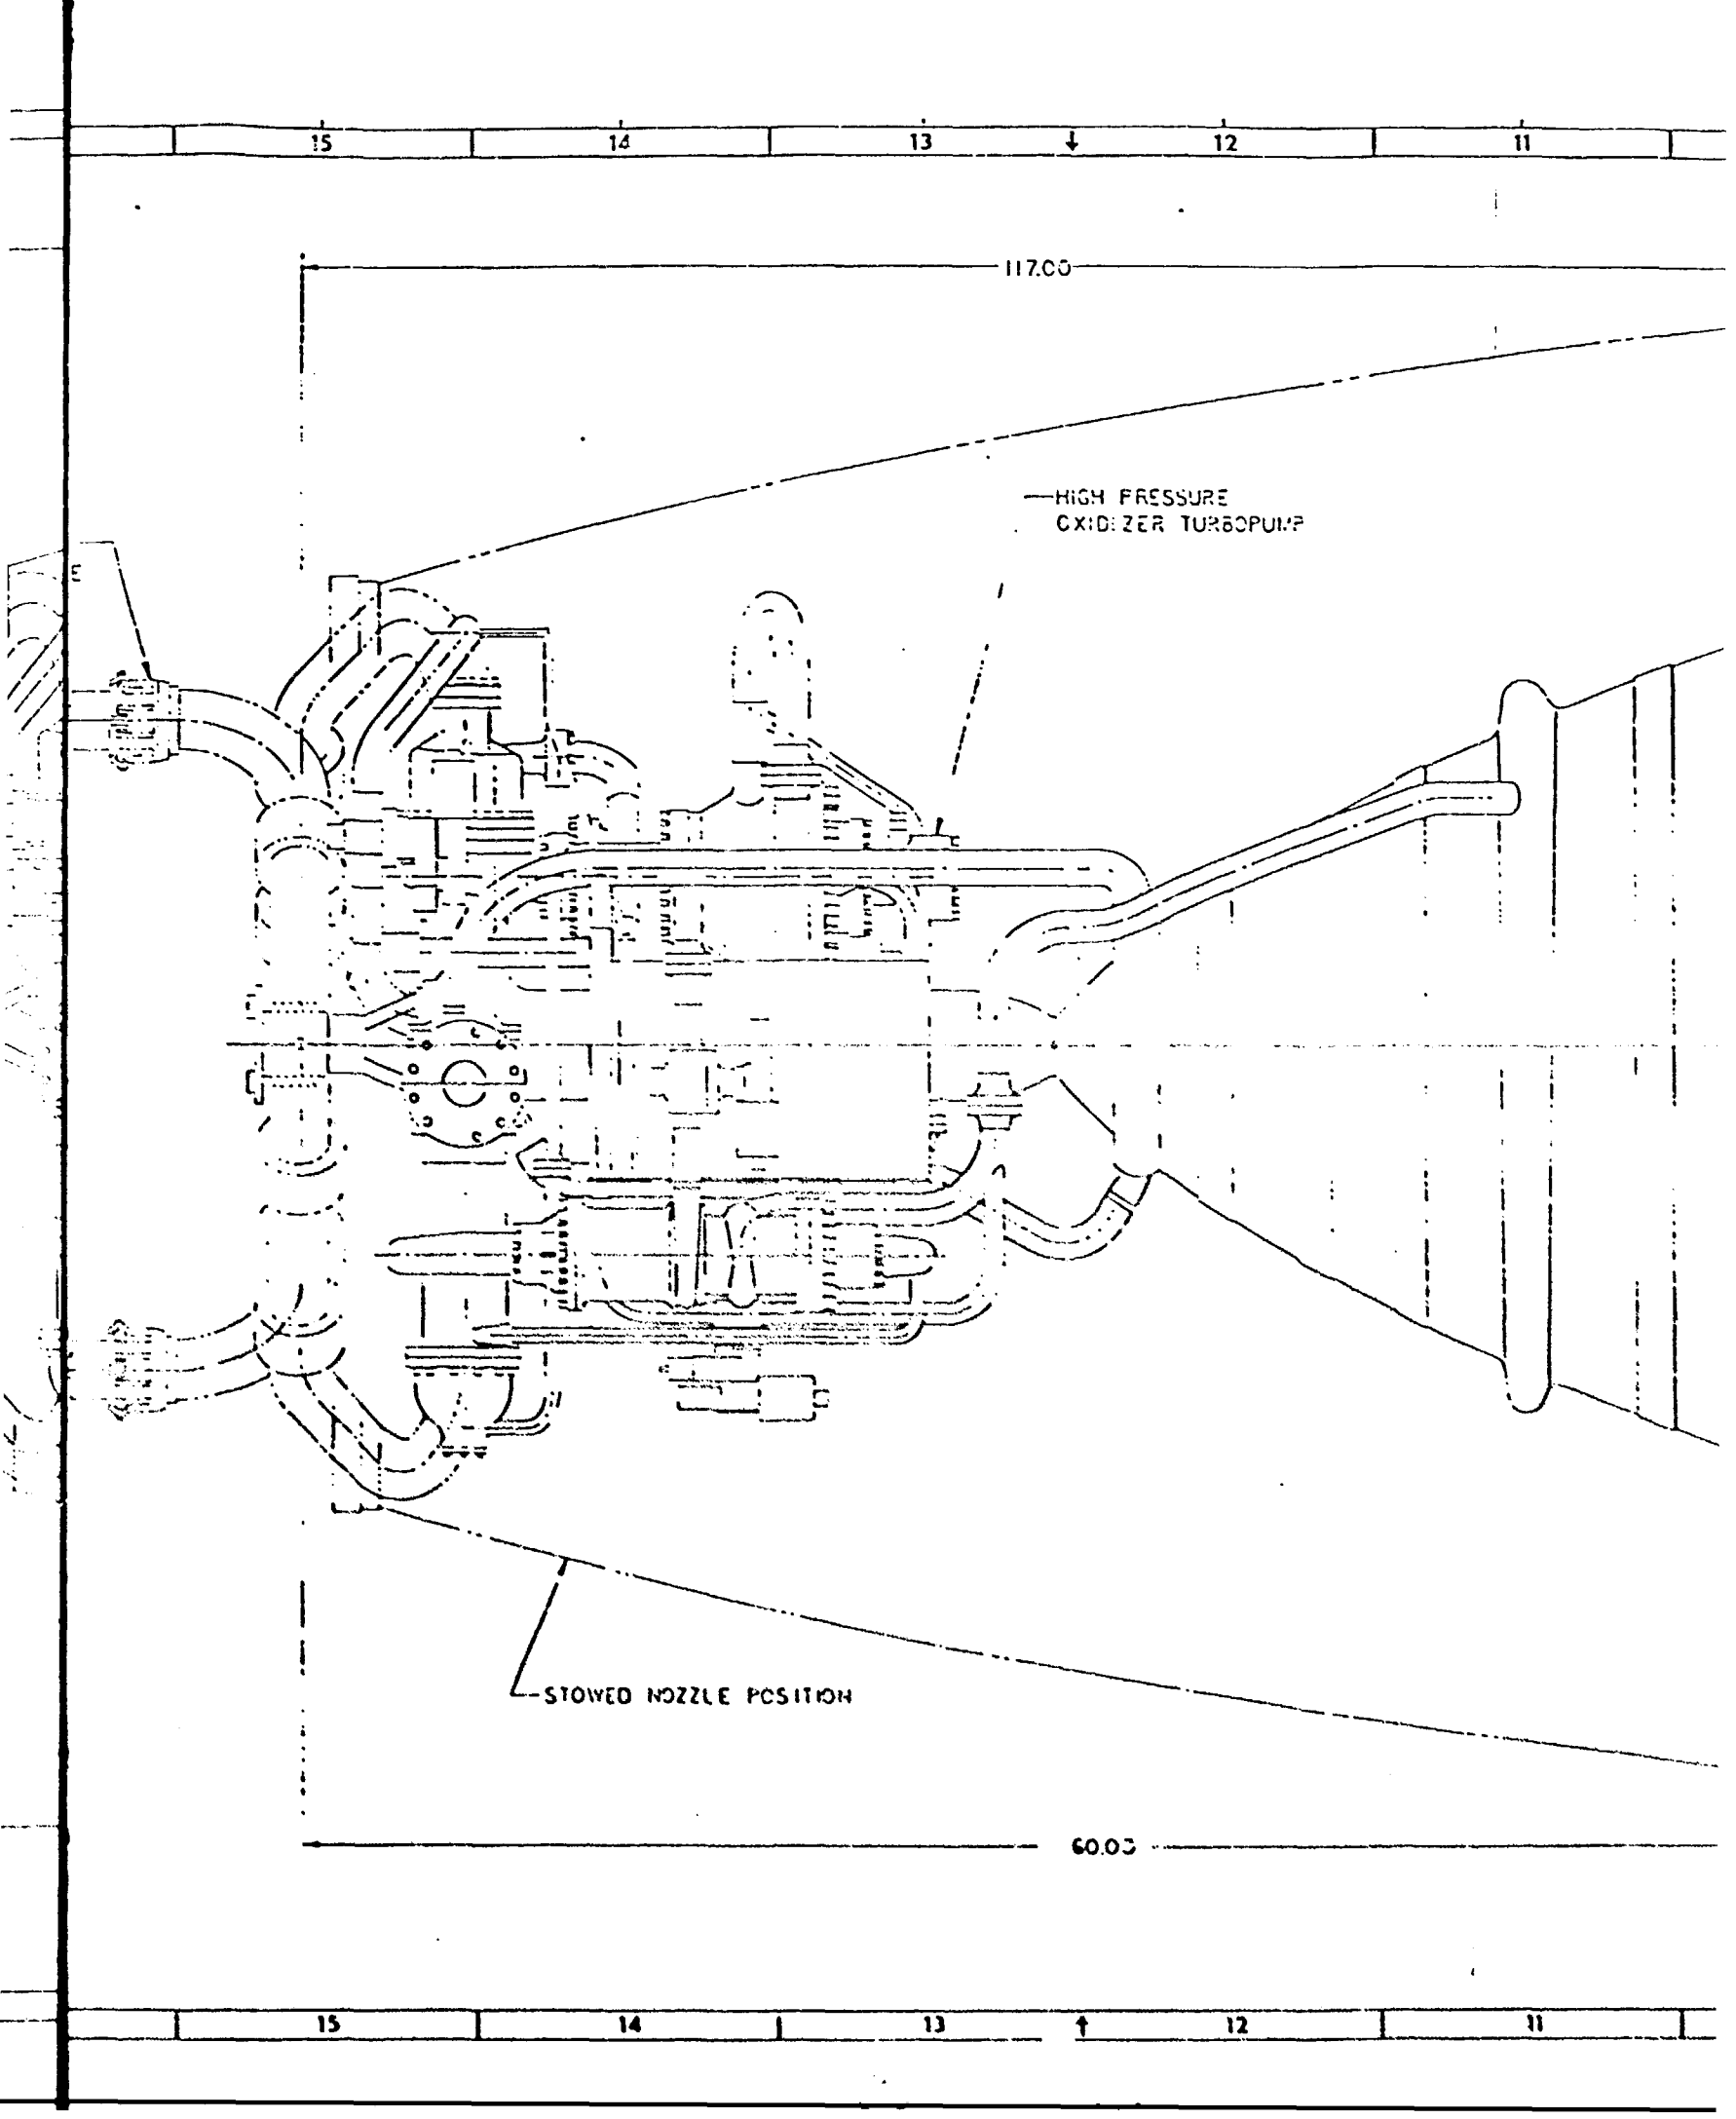 15 14 13 12 11
117.00
HIGH PRESSURE
OXIDIZER TURBOPUMP
E
STOWED NOZZLE POSITION
60.00
15 14 13 12 11